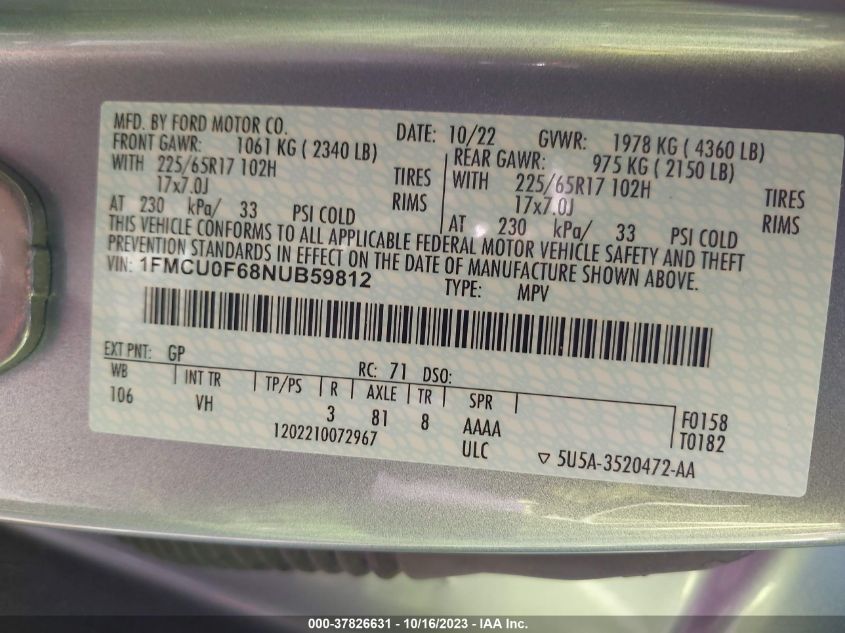 MFD. BY FORD MOTOR CO. DATE: 10/22 GVWR: 1978 KG ( 4360 LB)
FRONT GAWR: 1061 KG ( 2340 LB) REAR GAWR: 975 KG ( 2150 LB)
WITH 225/65R17 102H TIRES WITH 225/65R17 102H TIRES
17x7.0J RIMS 17x7.0J RIMS
AT 230 kPa/ 33 PSI COLD AT 230 kPa/ 33 PSI COLD
THIS VEHICLE CONFORMS TO ALL APPLICABLE FEDERAL MOTOR VEHICLE SAFETY AND THEFT
PREVENTION STANDARDS IN EFFECT ON THE DATE OF MANUFACTURE SHOWN ABOVE.
VIN: 1FMCU0F68NUB59812 TYPE: MPV
EXT PNT: GP RC: 71 DSO:
WB INT TR TP/PS R AXLE TR SPR
106 VH 3 81 8 AAAA F0158
1202210072967 ULC T0182
▽ 5U5A-3520472-AA
000-37826631 - 10/16/2023 - IAA Inc.